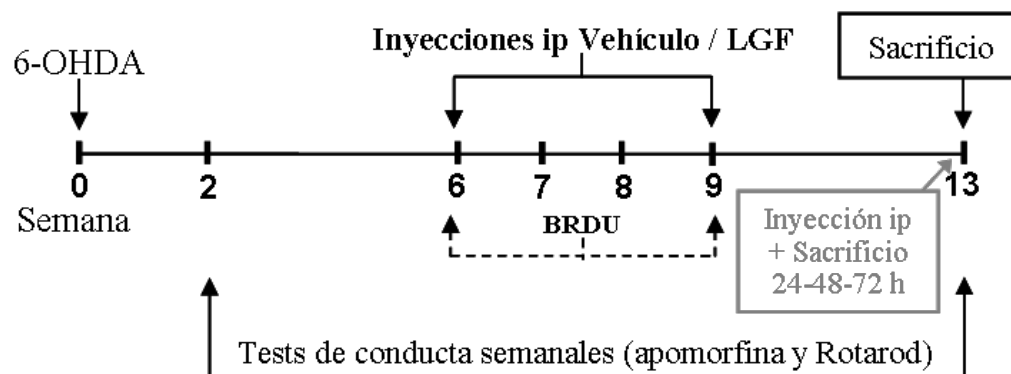 Inyecciones ip Vehículo / LGF
Sacrificio
6-OHDA
0 2 6 7 8 9 13
Semana
BRDU
Inyección ip
+ Sacrificio
24-48-72 h
Tests de conducta semanales (apomorfina y Rotarod)